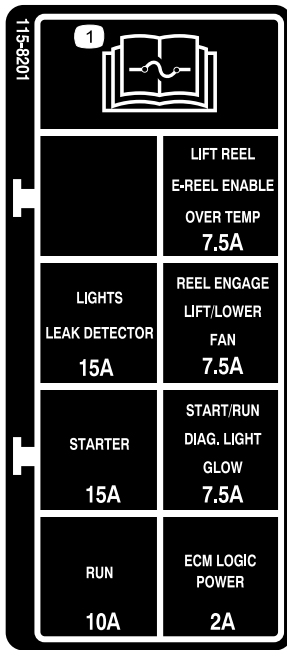 115-8201
1
LIFT REEL
E-REEL ENABLE
OVER TEMP
7.5A
LIGHTS
LEAK DETECTOR
15A
REEL ENGAGE
LIFT/LOWER
FAN
7.5A
STARTER
15A
START/RUN
DIAG. LIGHT
GLOW
7.5A
RUN
10A
ECM LOGIC
POWER
2A